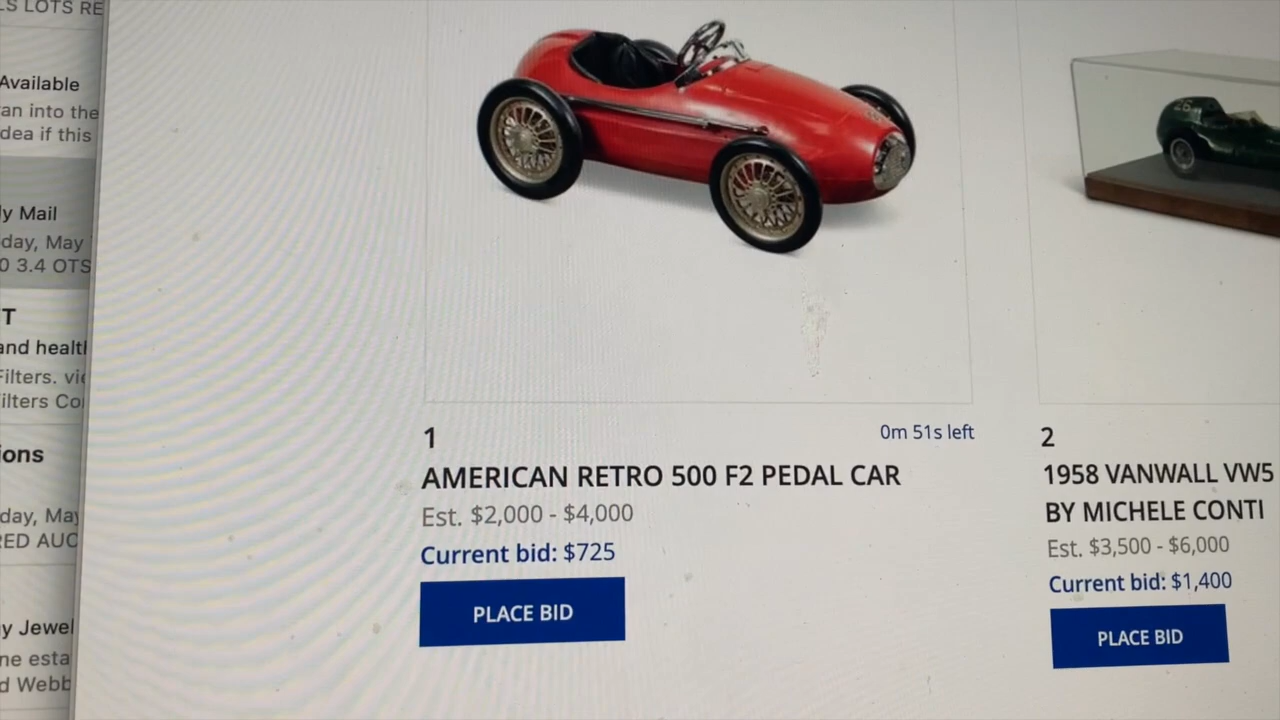 LS LOTS RE
Available
an into the
dea if this
ly Mail
day, May
0 3.4 OTS
T
and healt
Filters. vi
ilters Co
ions
day, May
RED AUC
y Jewel
ne esta
d Webb
1
0m 51s left
AMERICAN RETRO 500 F2 PEDAL CAR
Est. $2,000 - $4,000
Current bid: $725
PLACE BID
2
1958 VANWALL VW5
BY MICHELE CONTI
Est. $3,500 - $6,000
Current bid: $1,400
PLACE BID
26